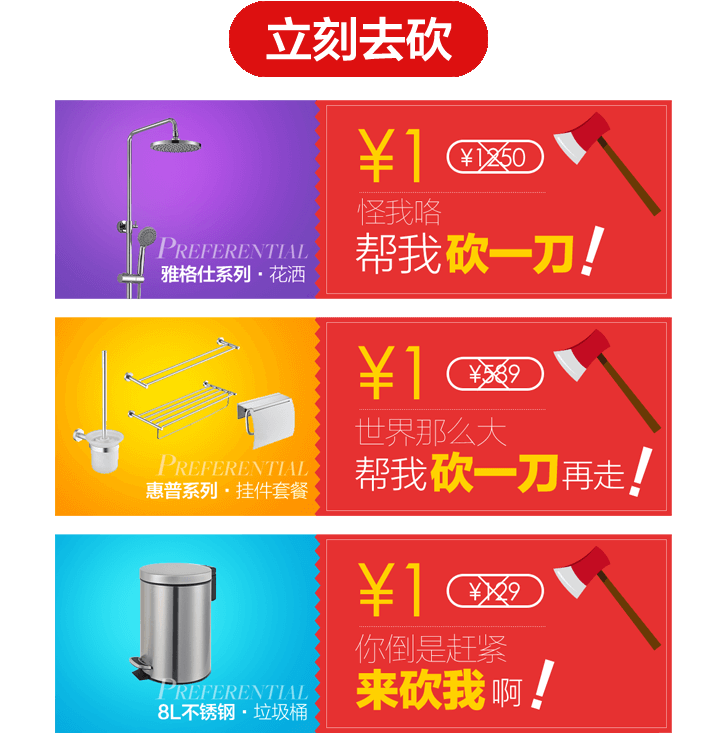 立刻去砍
¥1 ¥1250
怪我咯
帮我砍一刀!
PREFERENTIAL
雅格仕系列·花洒
¥1 ¥589
世界那么大
帮我砍一刀再走!
PREFERENTIAL
惠普系列·挂件套餐
¥1 ¥129
你倒是赶紧
来砍我啊!
PREFERENTIAL
8L不锈钢·垃圾桶